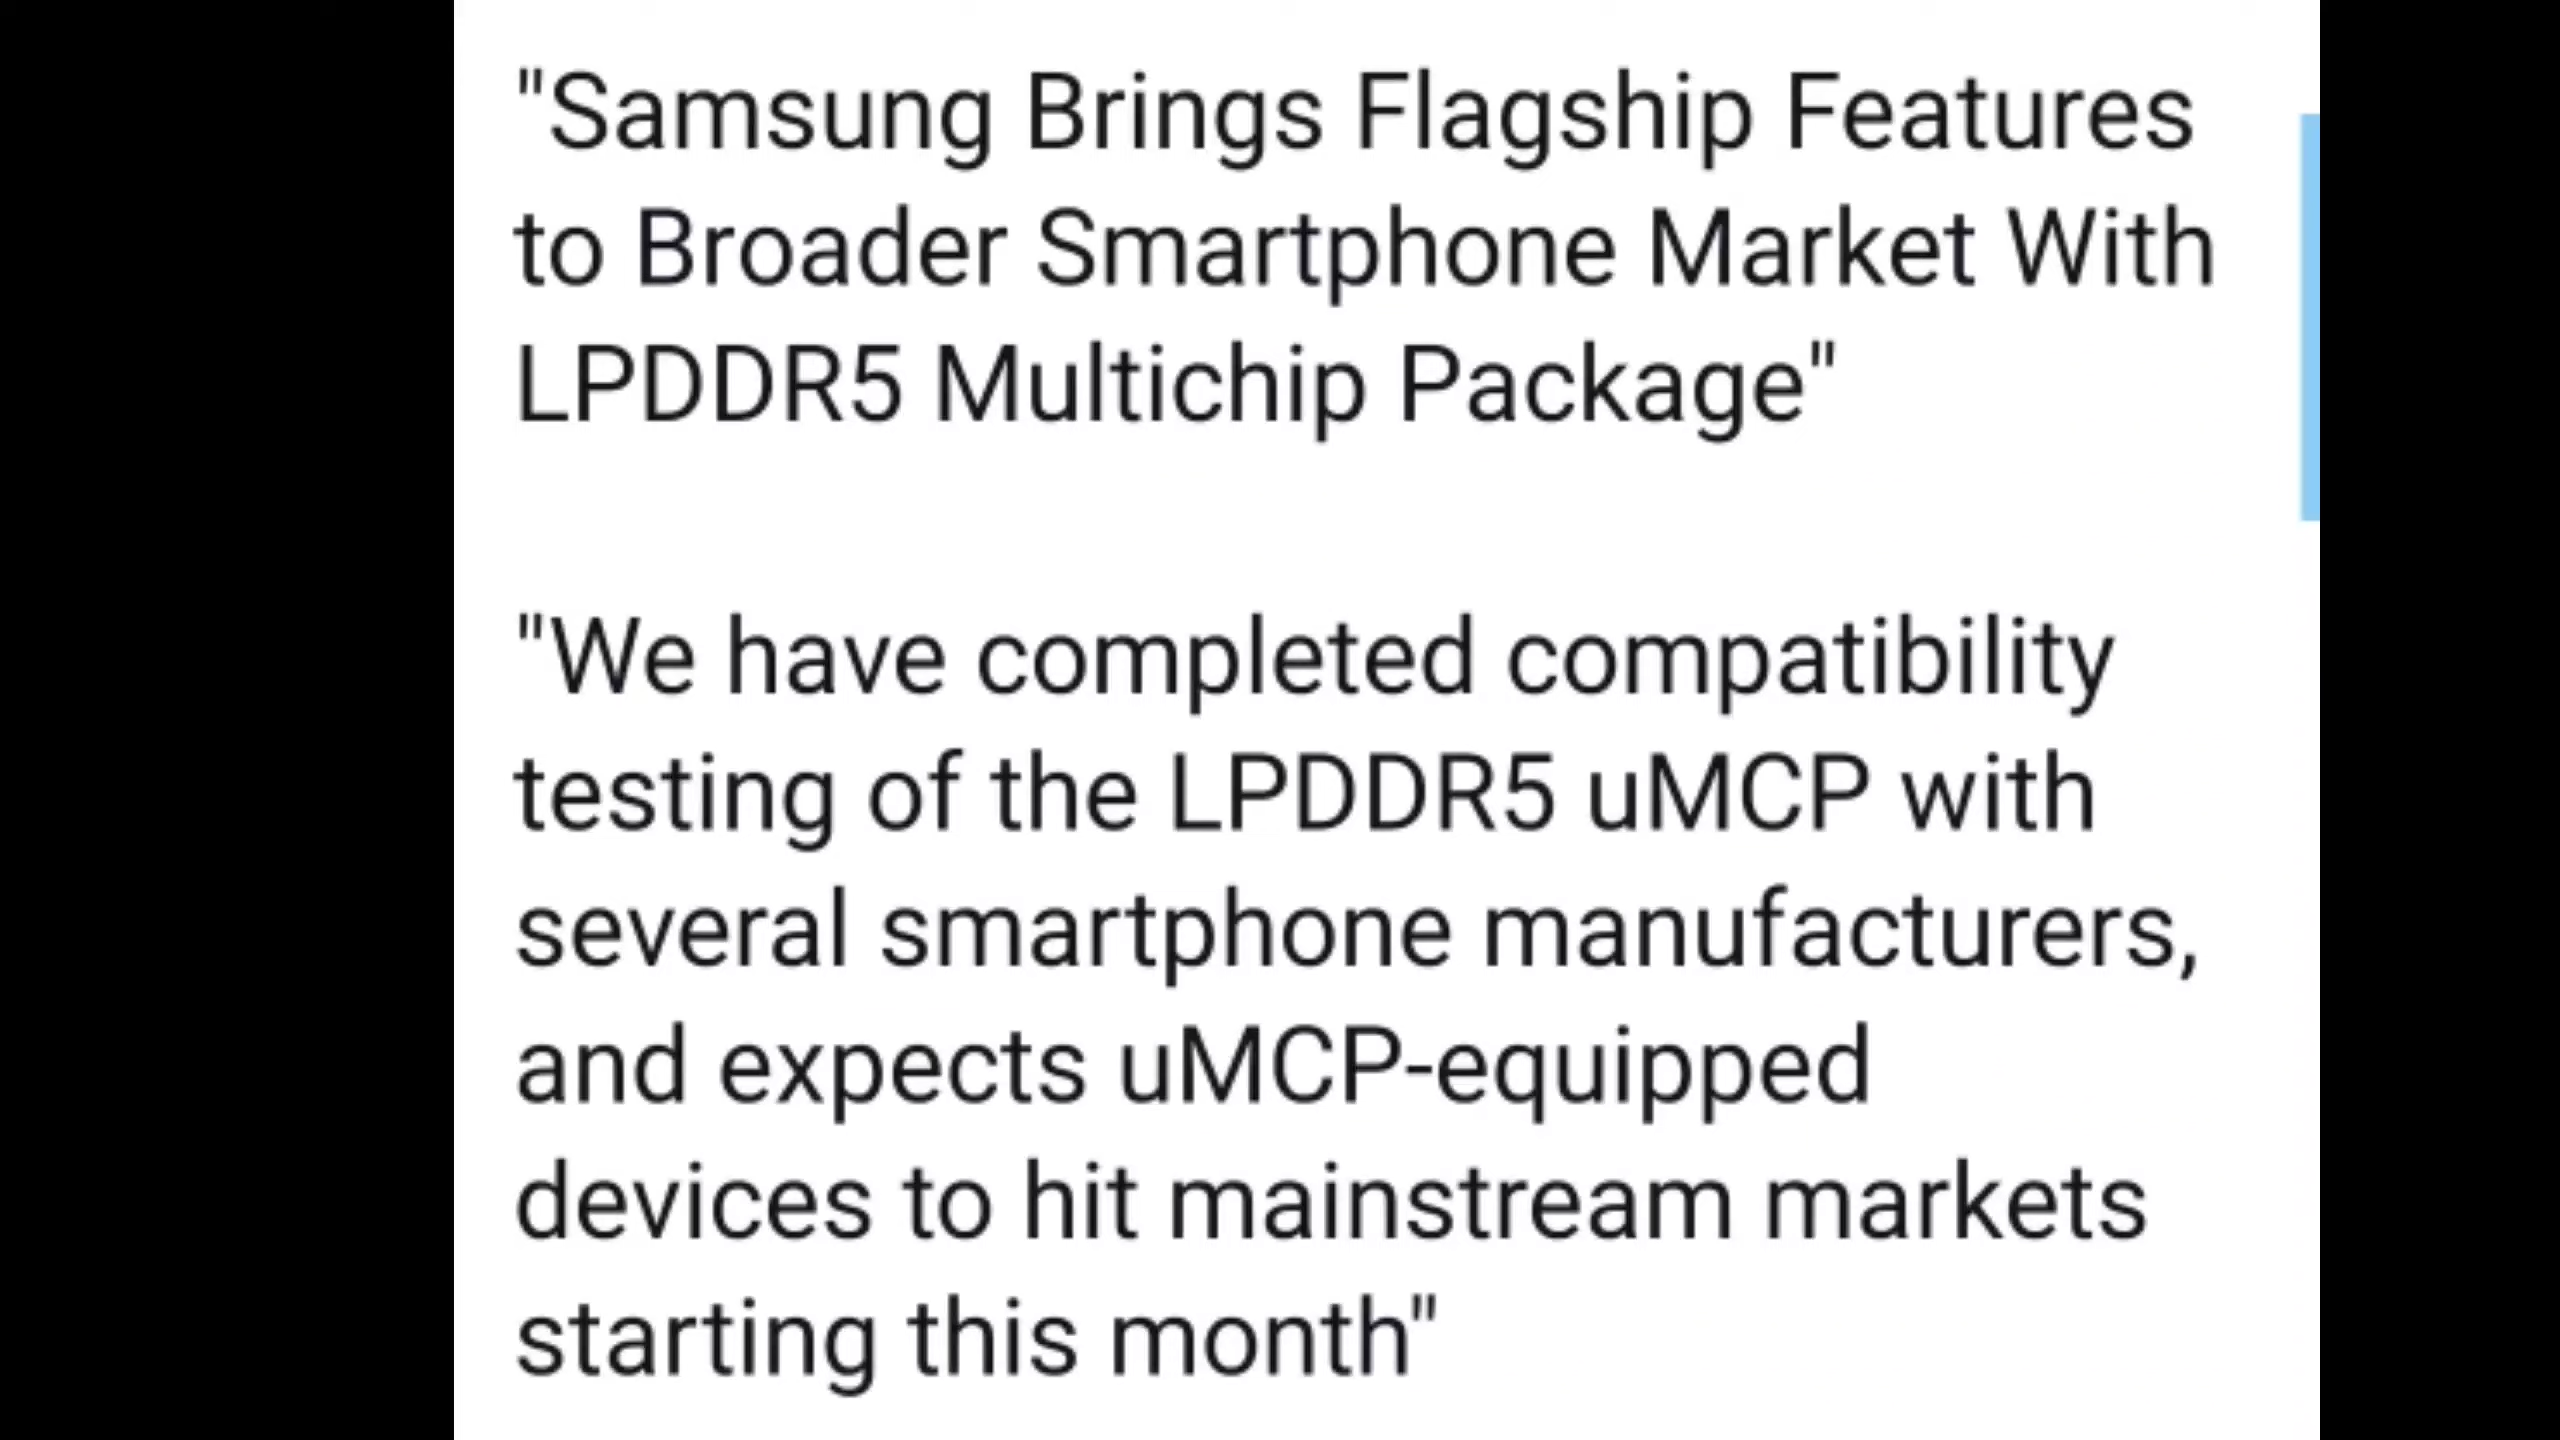 "Samsung Brings Flagship Features
to Broader Smartphone Market With
LPDDR5 Multichip Package"
"We have completed compatibility
testing of the LPDDR5 uMCP with
several smartphone manufacturers,
and expects uMCP-equipped
devices to hit mainstream markets
starting this month"